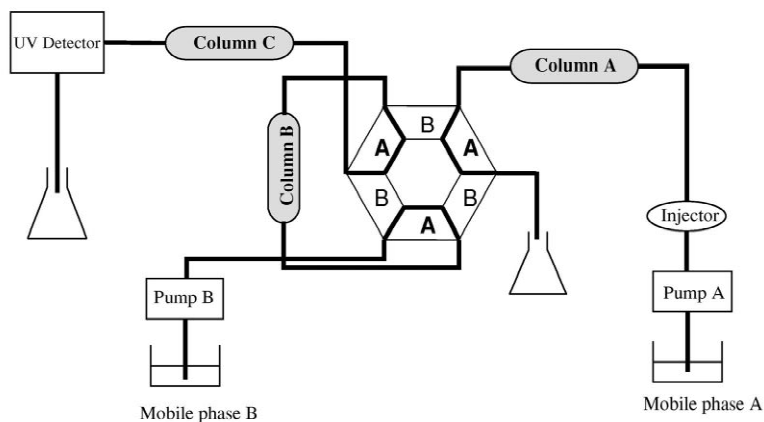 UV Detector
Column C
Column A
Column B
B
A
A
B
B
A
Injector
Pump B
Pump A
Mobile phase B
Mobile phase A